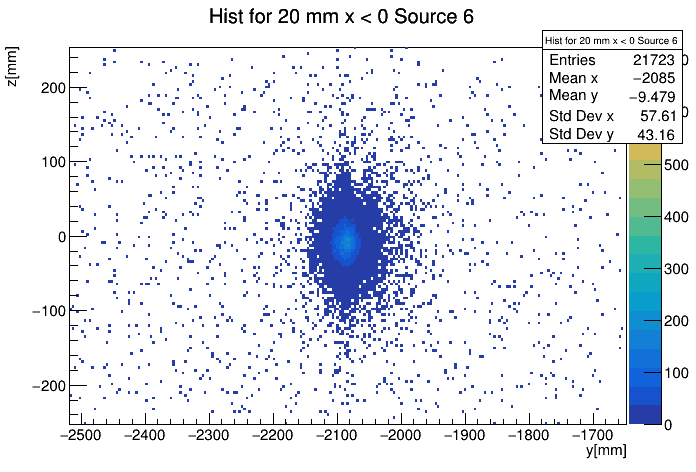 Hist for 20 mm x < 0 Source 6
z[mm]
Hist for 20 mm x < 0 Source 6
Entries 21723
Mean x −2085
Mean y −9.479
Std Dev x 57.61
Std Dev y 43.16
200
100
0
−100
−200
500
400
300
200
100
0
−2500 −2400 −2300 −2200 −2100 −2000 −1900 −1800 −1700
y[mm]